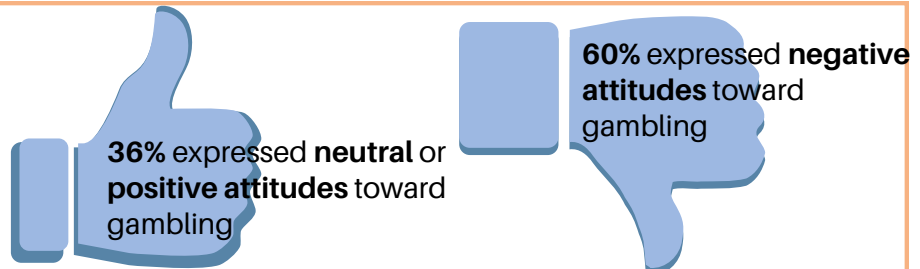 36% expressed neutral or
positive attitudes toward
gambling
60% expressed negative
attitudes toward
gambling